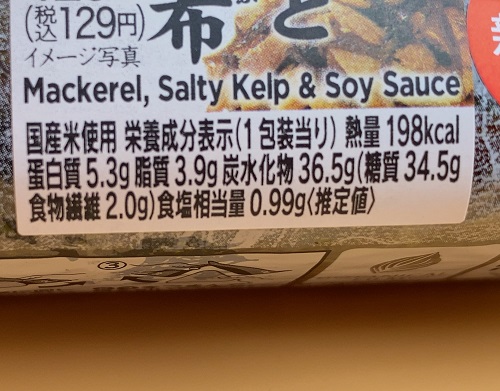 (税込129円)
イメージ写真
布
と
Mackerel, Salty Kelp & Soy Sauce
国産米使用 栄養成分表示(1包装当り) 熱量198kcal
蛋白質5.3g 脂質3.9g 炭水化物36.5g(糖質34.5g
食物繊維2.0g)食塩相当量0.99g〈推定値〉